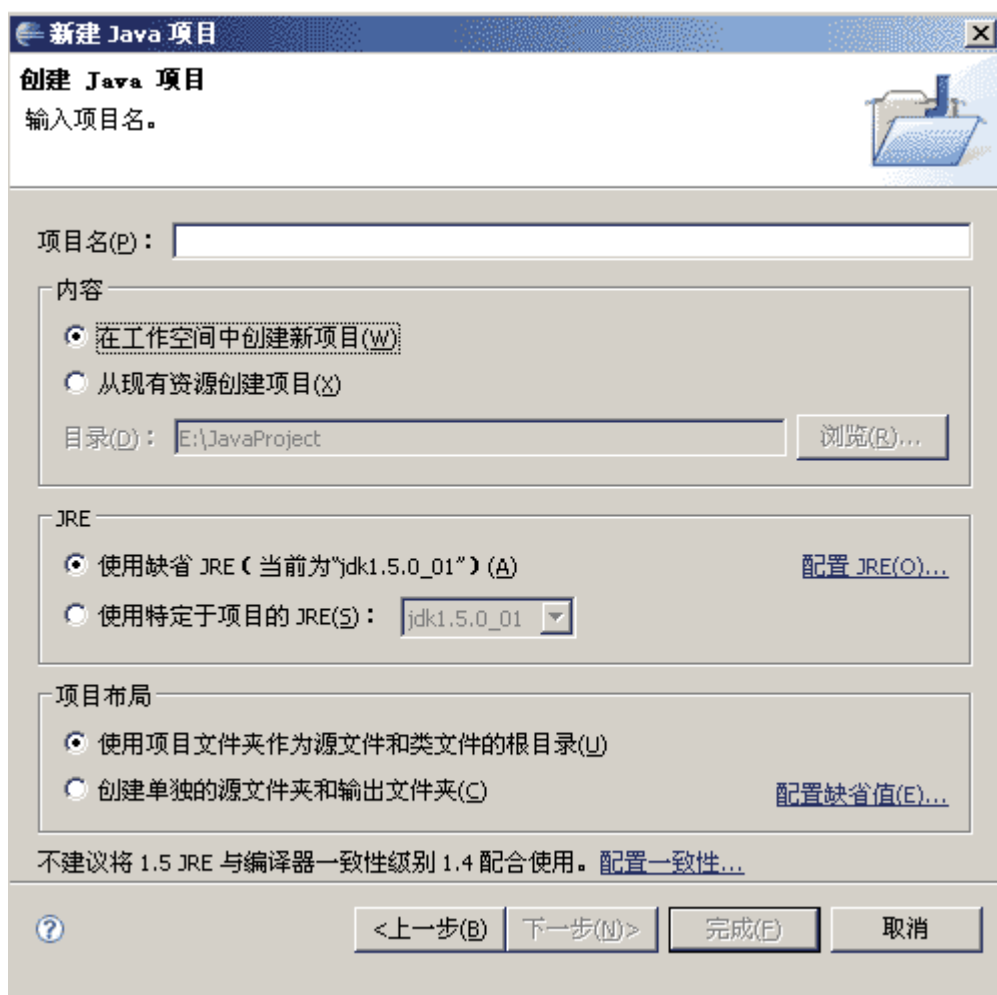 新建 Java 项目
创建 Java 项目
输入项目名。
项目名(P)：
内容
在工作空间中创建新项目(W)
从现有资源创建项目(X)
目录(D)： E:\JavaProject 浏览(R)...
JRE
使用缺省 JRE（当前为"jdk1.5.0_01"）(A) 配置 JRE(O)...
使用特定于项目的 JRE(S)： jdk1.5.0_01
项目布局
使用项目文件夹作为源文件和类文件的根目录(U)
创建单独的源文件夹和输出文件夹(C) 配置缺省值(E)...
不建议将 1.5 JRE 与编译器一致性级别 1.4 配合使用。配置一致性...
<上一步(B) 下一步(N)> 完成(F) 取消